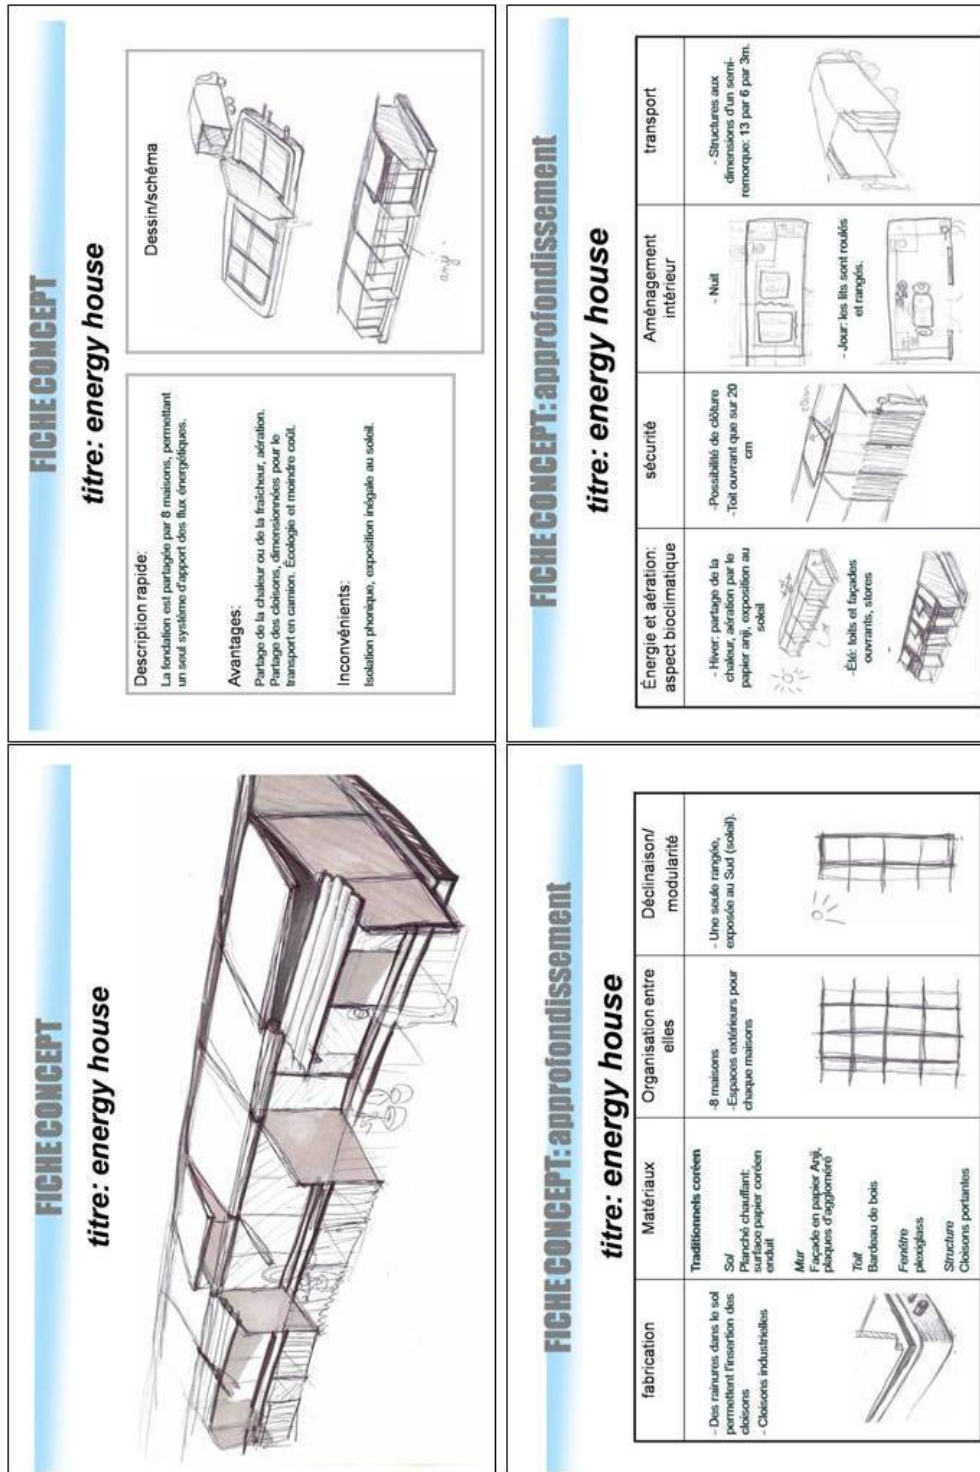 FICHE CONCEPT
titre: energy house
FICHE CONCEPT
titre: energy house
Description rapide:
La fondation est partagée par 8 maisons, permettant
un seul système d'apport des flux énergétiques.
Avantages:
Partage de la chaleur ou de la fraîcheur, aération.
Partage des cloisons, dimensionnées pour le
transport en camion. Écologie et moindre coût.
Inconvénients:
Isolation phonique, exposition inégale au soleil.
Dessin/schéma
anji
FICHE CONCEPT: approfondissement
titre: energy house
fabrication
- Des rainures dans le sol
permettent l'insertion des
cloisons
- Cloisons industrielles
Matériaux
Traditionnels coréen
Sol
Planché chauffant:
surface papier coréen
enduit
Mur
Façade en papier Anji,
plaques d'aggloméré
Toit
Bardeau de bois
Fenêtre
plexiglass
Structure
Cloisons portantes
Organisation entre
elles
-8 maisons
-Espaces extérieurs pour
chaque maisons
Déclinaison/
modularité
- Une seule rangée,
exposée au Sud (soleil).
FICHE CONCEPT: approfondissement
titre: energy house
Énergie et aération:
aspect bioclimatique
- Hiver: partage de la
chaleur, aération par le
papier anji, exposition au
soleil
-Été: toits et façades
ouvrants, stores
-
sécurité
-Possibilité de clôture
-Toit ouvrant que sur 20
cm
20cm
Aménagement
intérieur
- Nuit
- Jour: les lits sont roulés
et rangés.
transport
- Structures aux
dimensions d'un semi-
remorque: 13 par 6 par 3m.